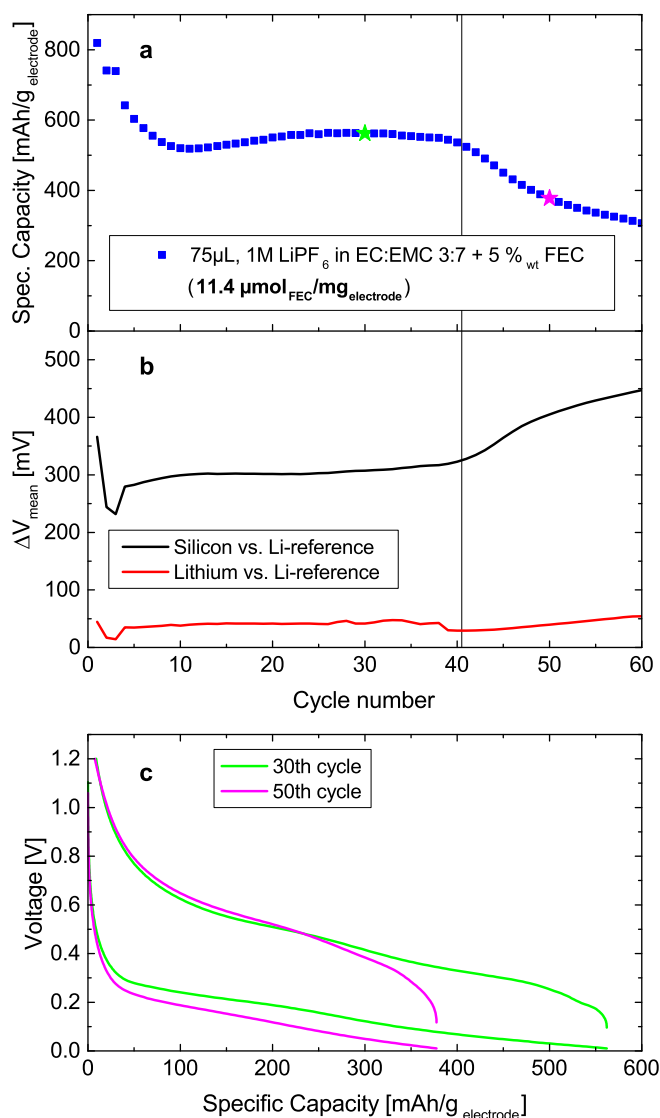 a
800
600
400
200
0
Spec. Capacity [mAh/g electrode]
75µL, 1M LiPF6 in EC:EMC 3:7 + 5 %wt FEC
(11.4 µmolFEC/mgelectrode)
b
500
400
300
200
100
0
ΔVmean [mV]
Silicon vs. Li-reference
Lithium vs. Li-reference
0 10 20 30 40 50 60
Cycle number
c
1.2
1.0
0.8
0.6
0.4
0.2
0.0
Voltage [V]
30th cycle
50th cycle
0 100 200 300 400 500 600
Specific Capacity [mAh/g electrode]